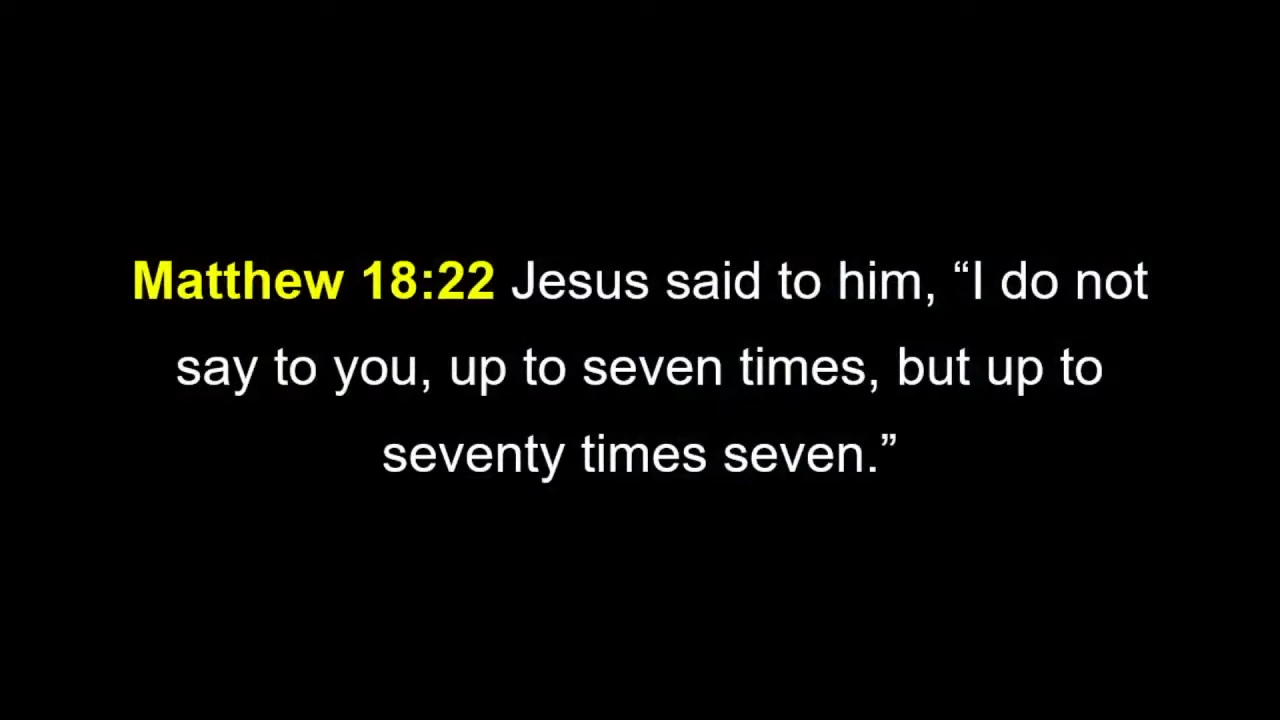 Matthew 18:22 Jesus said to him, “I do not
say to you, up to seven times, but up to
seventy times seven.”